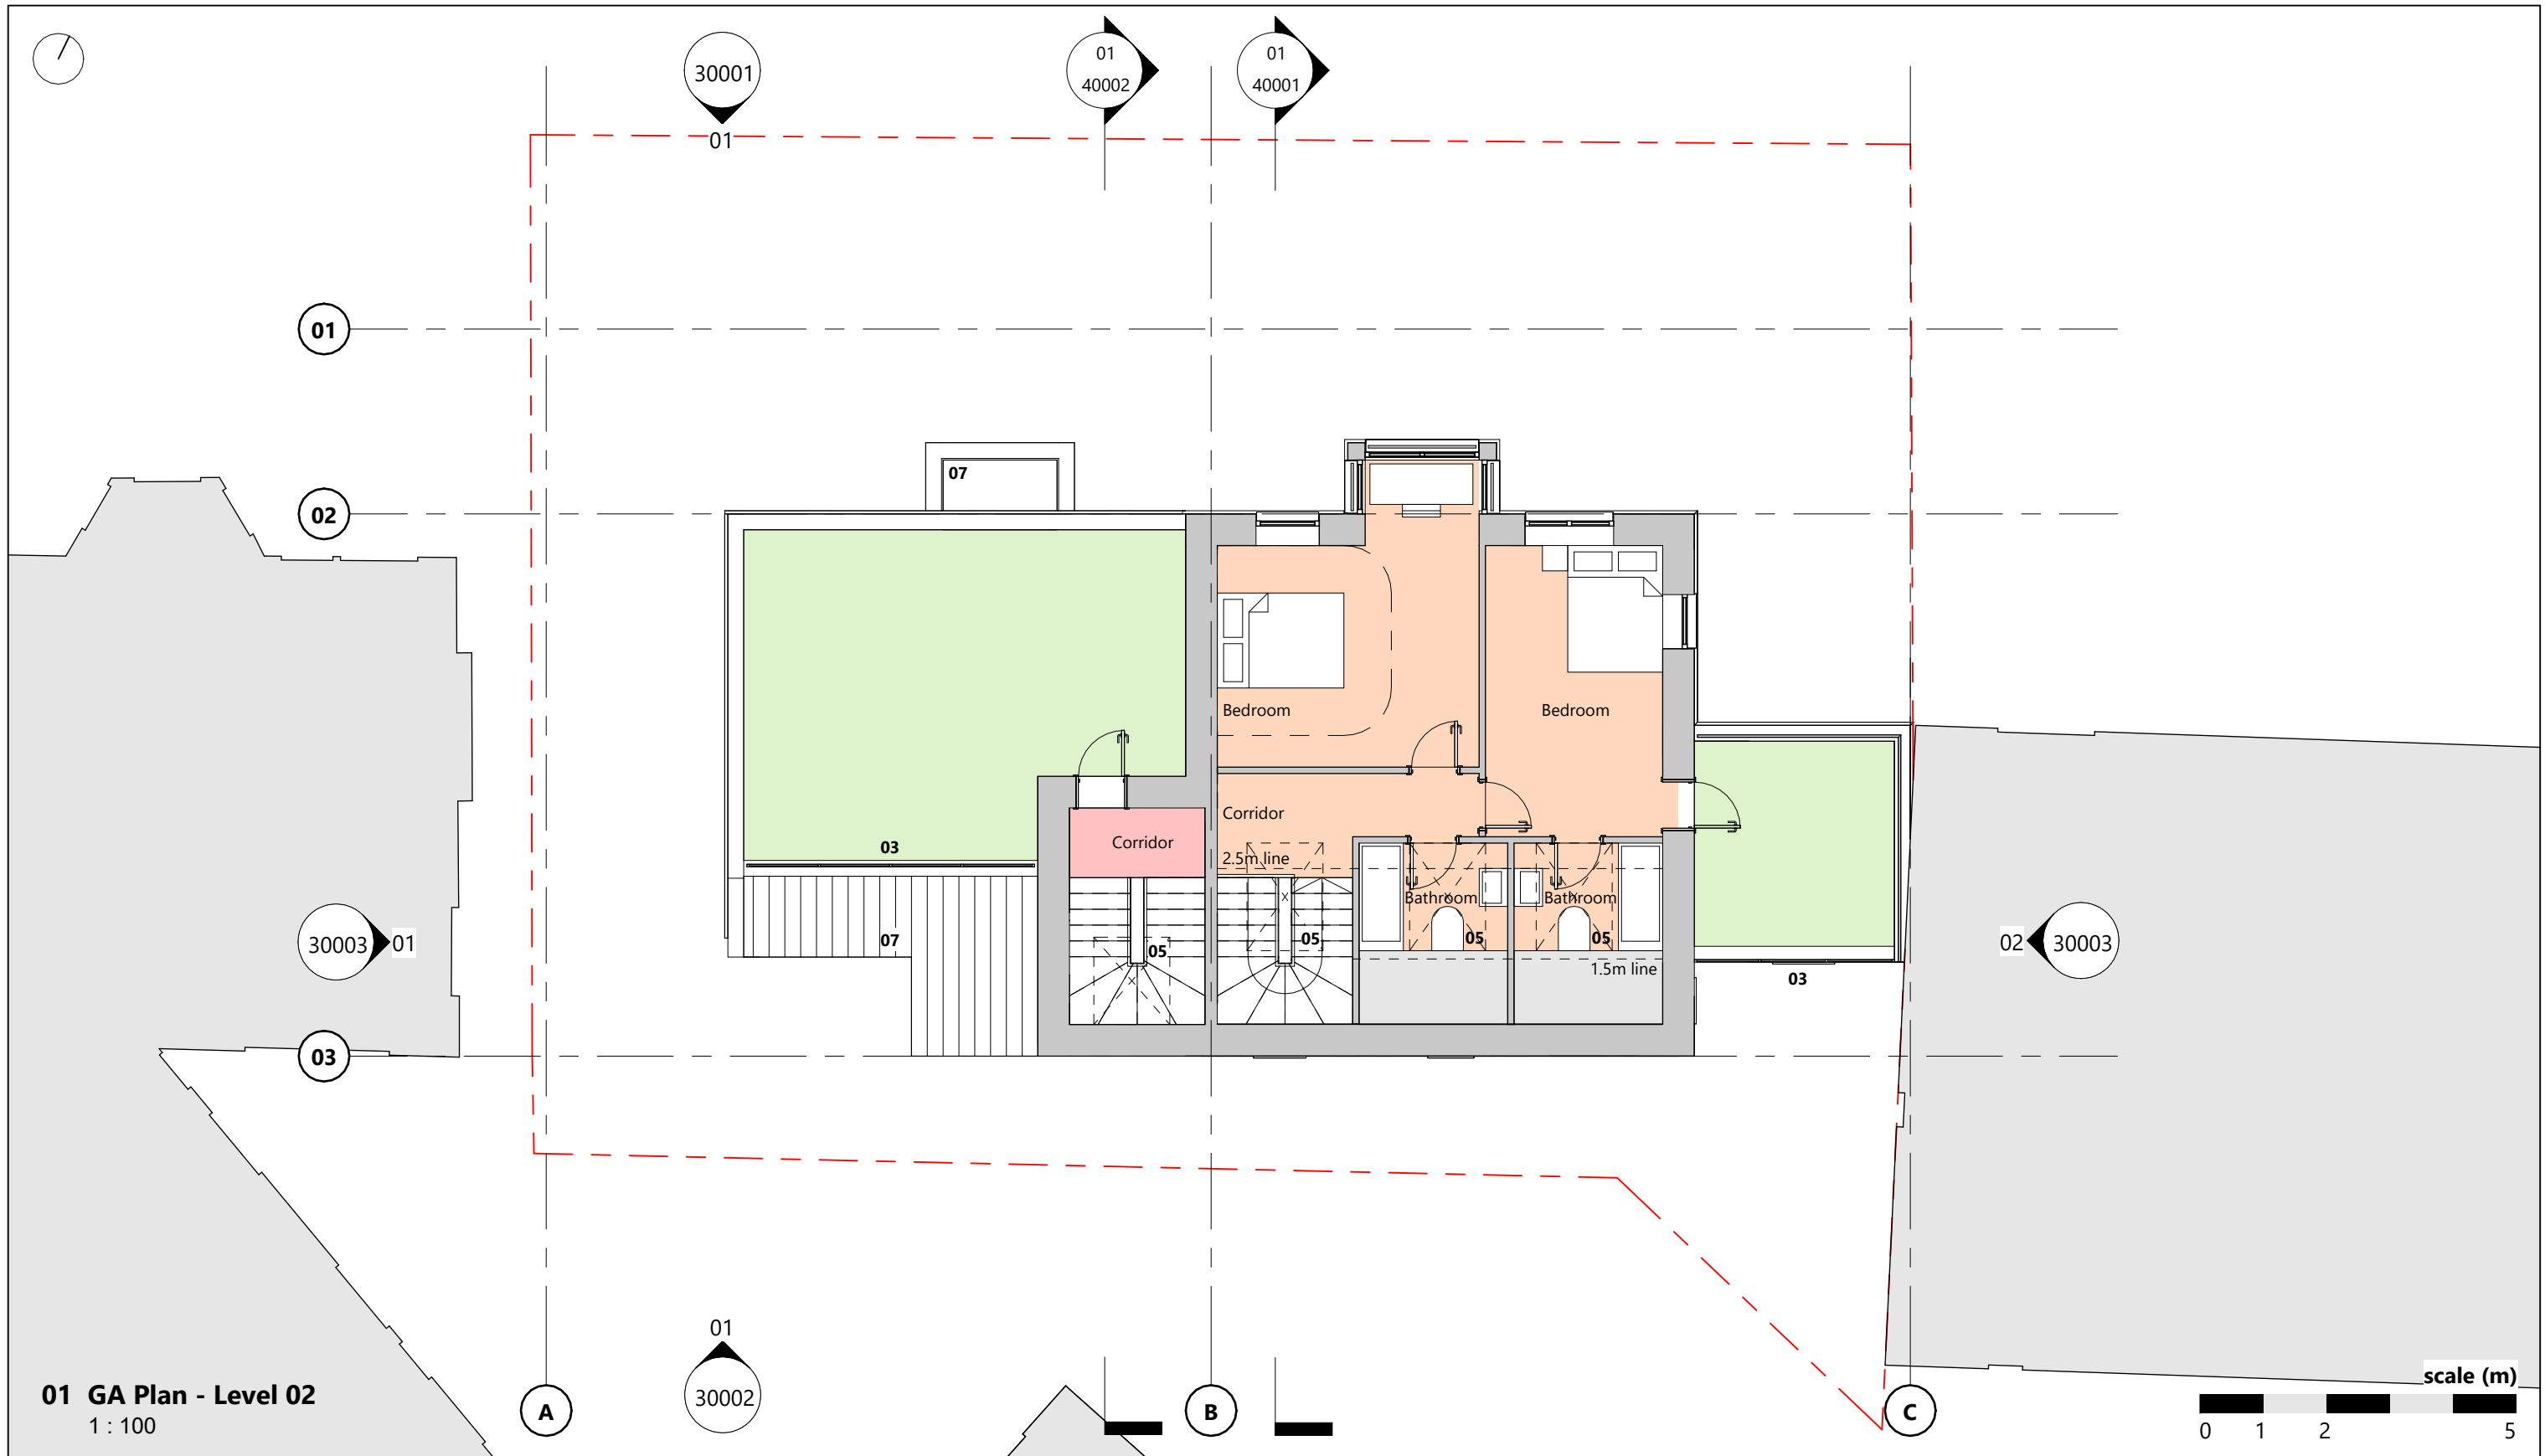 30001
01
01
40002
01
40001
01
02
07
Bedroom
Bedroom
Corridor
Corridor
03
2.5m line
Bathroom
Bathroom
07
05
05
05
05
1.5m line
03
30003
01
02
30003
03
01
30002
A
B
C
01 GA Plan - Level 02
1 : 100
scale (m)
0 1 2 5